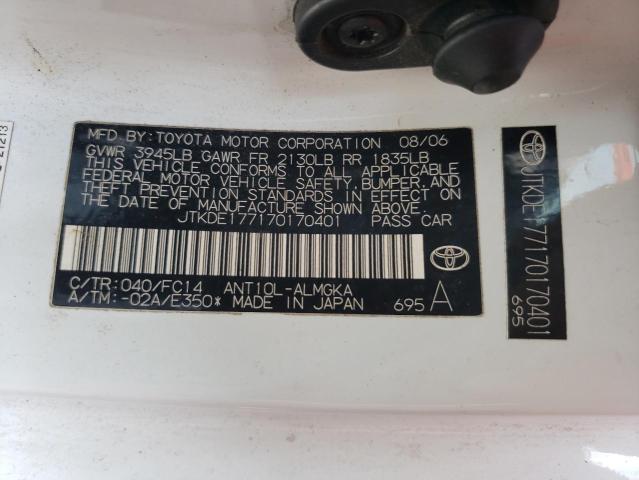 MFD BY: TOYOTA MOTOR CORPORATION 08/06
GVWR 3945LB GAWR FR 2130LB RR 1835LB
THIS VEHICLE CONFORMS TO ALL APPLICABLE
FEDERAL MOTOR VEHICLE SAFETY, BUMPER, AND
THEFT PREVENTION STANDARDS IN EFFECT ON
THE DATE OF MANUFACTURE SHOWN ABOVE.
JTKDE177170170401 PASS CAR
C/TR: 040/FC14 ANT10L-ALMGKA
A/TM: -02A/E350* MADE IN JAPAN 695 A
JTKDE177170170401
695
21213